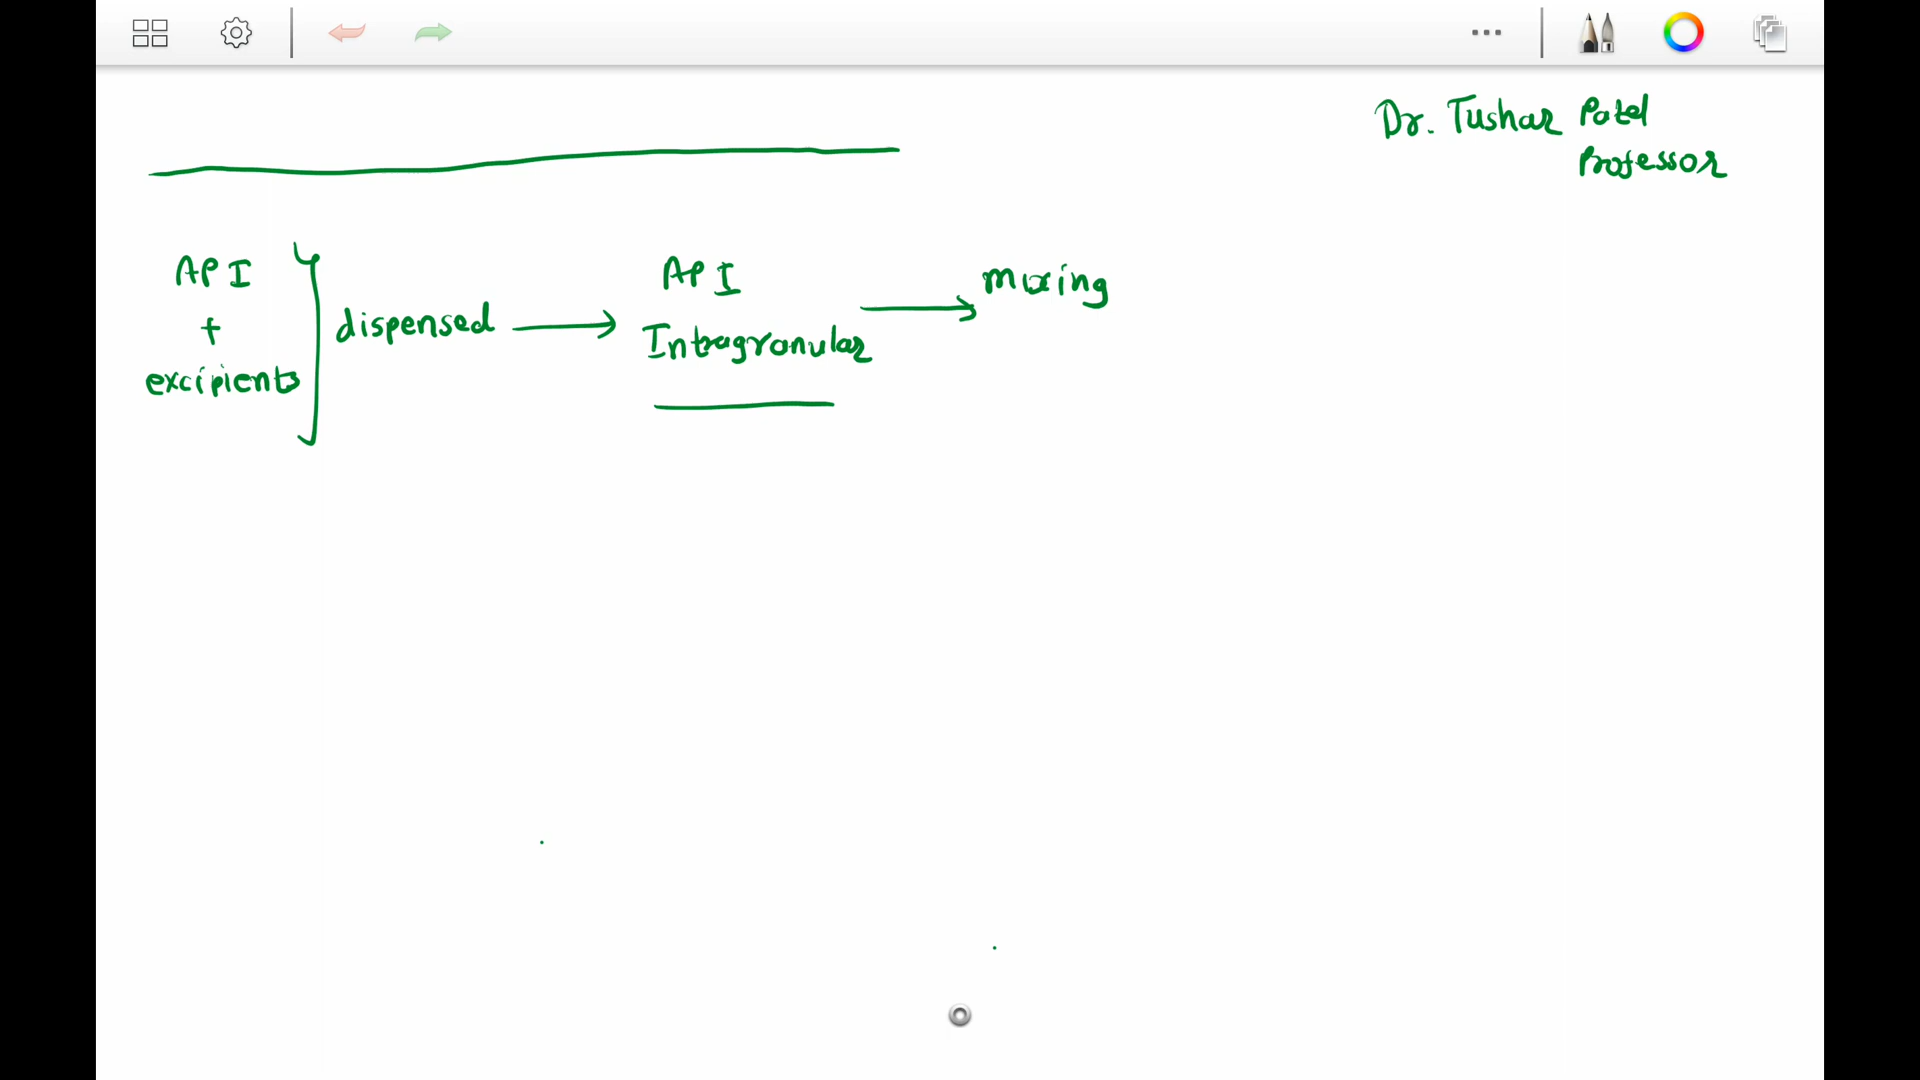 Dr. Tushar Patel
Professor
API
+
excipients
dispensed
API
Intragranular
mixing